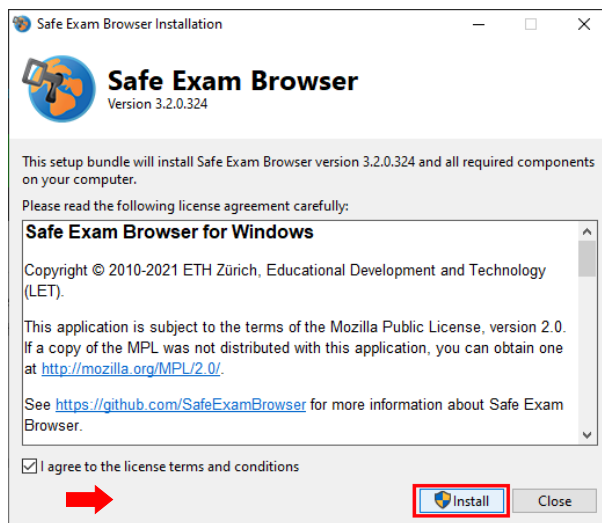 Safe Exam Browser Installation
Safe Exam Browser
Version 3.2.0.324
This setup bundle will install Safe Exam Browser version 3.2.0.324 and all required components
on your computer.
Please read the following license agreement carefully:
Safe Exam Browser for Windows
Copyright © 2010-2021 ETH Zürich, Educational Development and Technology
(LET).
This application is subject to the terms of the Mozilla Public License, version 2.0.
If a copy of the MPL was not distributed with this application, you can obtain one
at http://mozilla.org/MPL/2.0/.
See https://github.com/SafeExamBrowser for more information about Safe Exam
Browser.
I agree to the license terms and conditions
Install Close